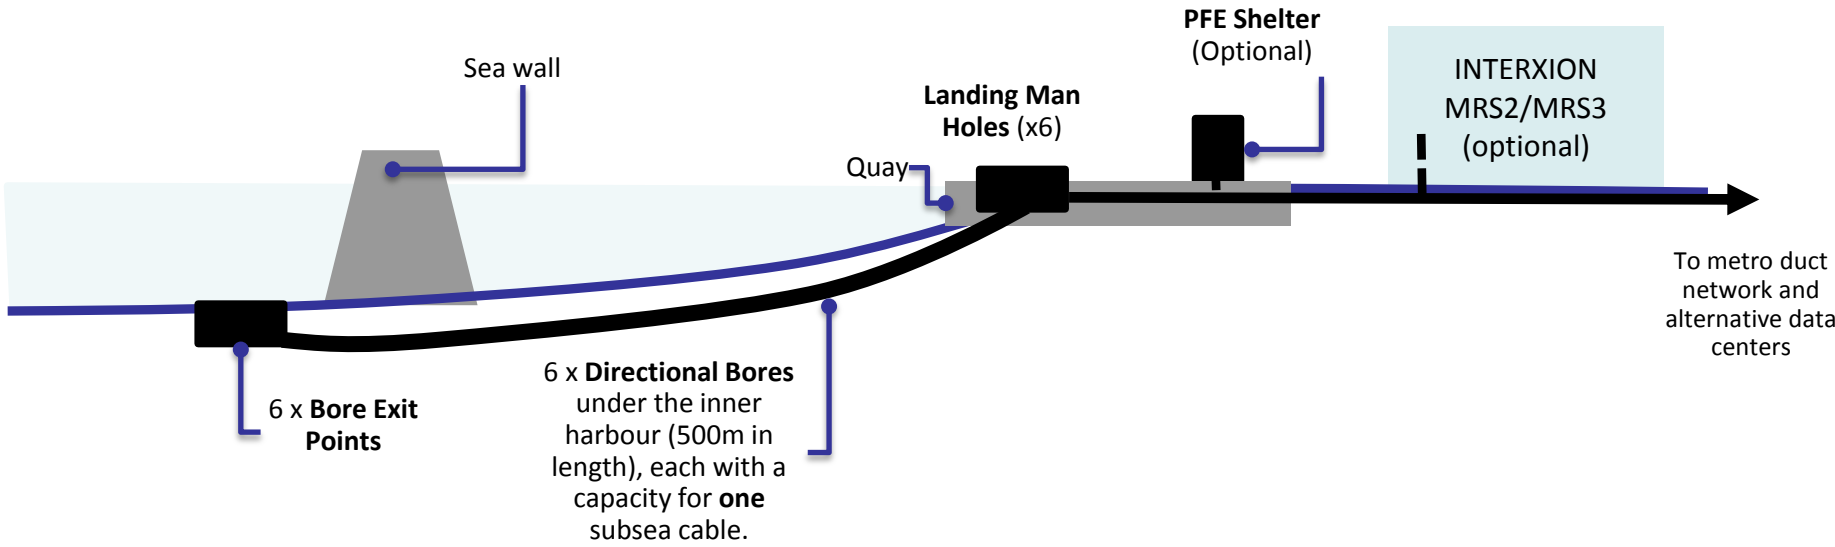 Sea wall
Landing Man
Holes (x6)
Quay
PFE Shelter
(Optional)
INTERXION
MRS2/MRS3
(optional)
To metro duct
network and
alternative data
centers
6 x Bore Exit
Points
6 x Directional Bores
under the inner
harbour (500m in
length), each with a
capacity for one
subsea cable.